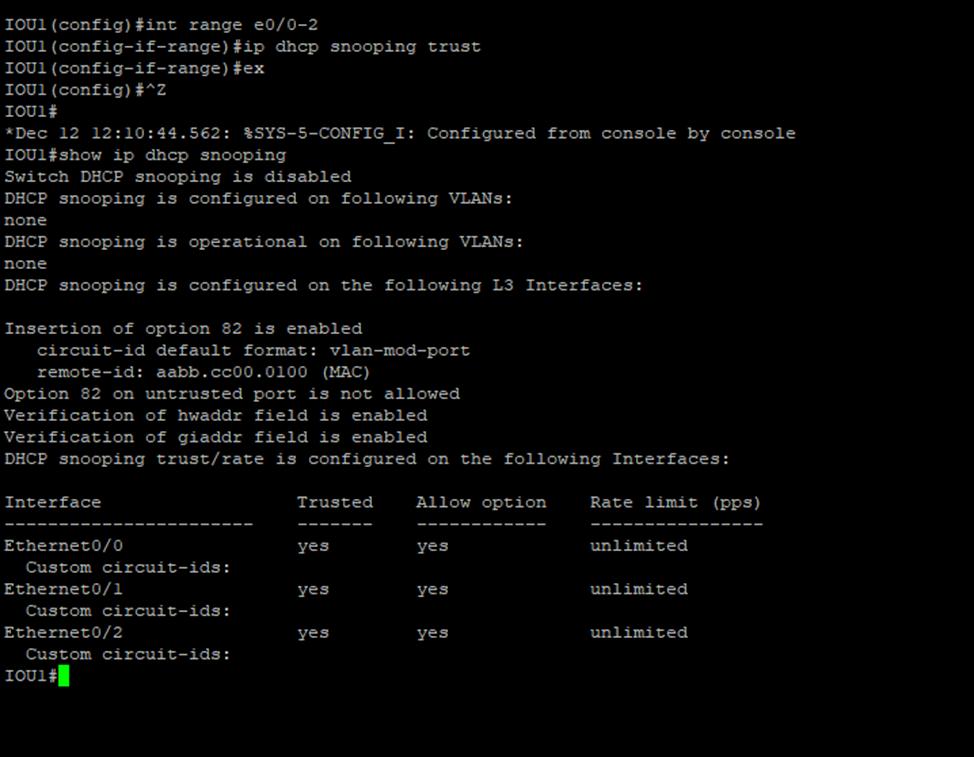 IOU1(config)#int range e0/0-2
IOU1(config-if-range)#ip dhcp snooping trust
IOU1(config-if-range)#ex
IOU1(config)#^Z
IOU1#
*Dec 12 12:10:44.562: %SYS-5-CONFIG_I: Configured from console by console
IOU1#show ip dhcp snooping
Switch DHCP snooping is disabled
DHCP snooping is configured on following VLANs:
none
DHCP snooping is operational on following VLANs:
none
DHCP snooping is configured on the following L3 Interfaces:

Insertion of option 82 is enabled
   circuit-id default format: vlan-mod-port
   remote-id: aabb.cc00.0100 (MAC)
Option 82 on untrusted port is not allowed
Verification of hwaddr field is enabled
Verification of giaddr field is enabled
DHCP snooping trust/rate is configured on the following Interfaces:

Interface                  Trusted    Allow option    Rate limit (pps)
-----------------------    -------    ------------    ----------------
Ethernet0/0                yes        yes             unlimited
  Custom circuit-ids:
Ethernet0/1                yes        yes             unlimited
  Custom circuit-ids:
Ethernet0/2                yes        yes             unlimited
  Custom circuit-ids:
IOU1#